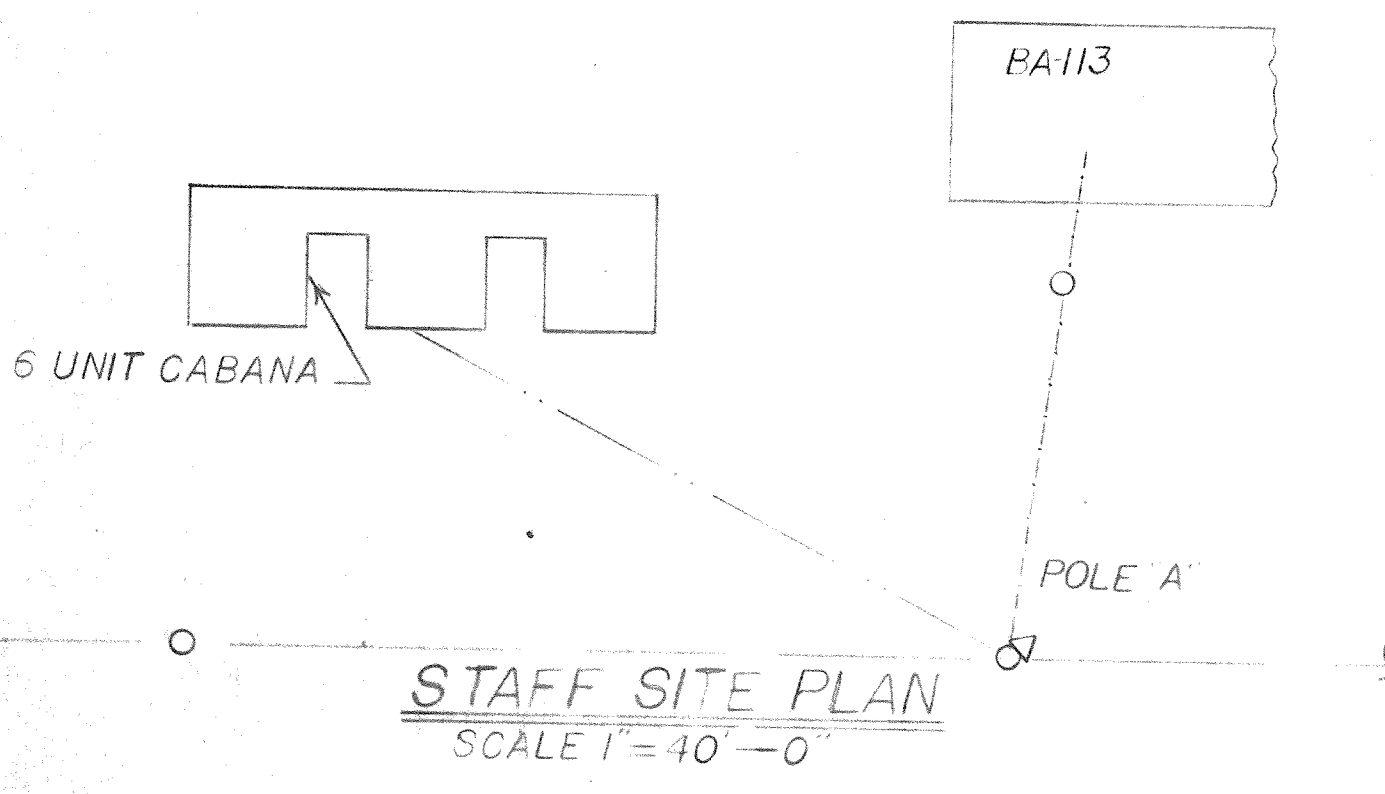 BA-113
6 UNIT CABANA
POLE "A"
STAFF SITE PLAN
SCALE 1"=40'-0"